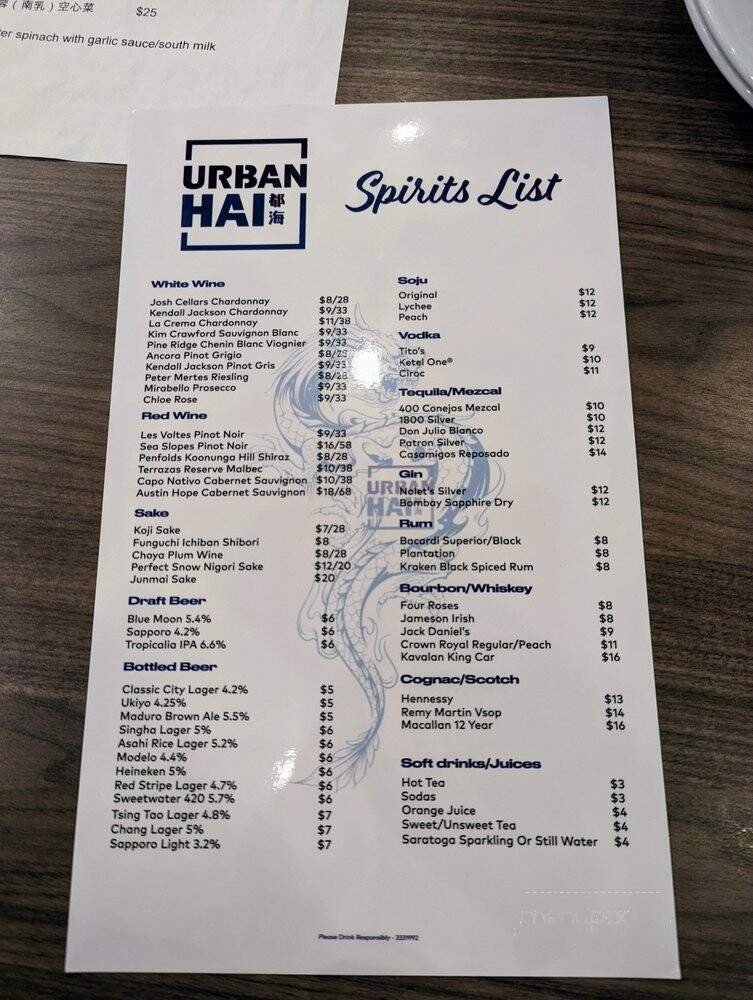 （南乳）空心菜 $25
spinach with garlic sauce/south milk
URBAN
HAI 都海
Spirits List
White Wine
Josh Cellars Chardonnay $8/28
Kendall Jackson Chardonnay $9/33
La Crema Chardonnay $11/38
Kim Crawford Sauvignon Blanc $9/33
Pine Ridge Chenin Blanc Viognier $9/33
Ancora Pinot Grigio $8/28
Kendall Jackson Pinot Gris $9/33
Peter Mertes Riesling $8/28
Mirabello Prosecco $9/33
Chloe Rose $9/33
Red Wine
Les Voltes Pinot Noir $9/33
Sea Slopes Pinot Noir $16/58
Penfolds Koonunga Hill Shiraz $8/28
Terrazas Reserve Malbec $10/38
Capo Nativo Cabernet Sauvignon $10/38
Austin Hope Cabernet Sauvignon $18/68
Sake
Koji Sake $7/28
Funguchi Ichiban Shibori $8
Choya Plum Wine $8/28
Perfect Snow Nigori Sake $12/20
Junmai Sake $20
Draft Beer
Blue Moon 5.4% $6
Sapporo 4.2% $6
Tropicalia IPA 6.6% $6
Bottled Beer
Classic City Lager 4.2% $5
Ukiyo 4.25% $5
Maduro Brown Ale 5.5% $5
Singha Lager 5% $6
Asahi Rice Lager 5.2% $6
Modelo 4.4% $6
Heineken 5% $6
Red Stripe Lager 4.7% $6
Sweetwater 420 5.7% $6
Tsing Tao Lager 4.8% $7
Chang Lager 5% $7
Sapporo Light 3.2% $7
Soju
Original $12
Lychee $12
Peach $12
Vodka
Tito's $9
Ketel One® $10
Ciroc $11
Tequila/Mezcal
400 Conejos Mezcal $10
1800 Silver $10
Don Julio Blanco $12
Patron Silver $12
Casamigos Reposado $14
Gin
Nolet's Silver $12
Bombay Sapphire Dry $12
Rum
Bacardi Superior/Black $8
Plantation $8
Kraken Black Spiced Rum $8
Bourbon/Whiskey
Four Roses $8
Jameson Irish $8
Jack Daniel's $9
Crown Royal Regular/Peach $11
Kavalan King Car $16
Cognac/Scotch
Hennessy $13
Remy Martin Vsop $14
Macallan 12 Year $16
Soft drinks/Juices
Hot Tea $3
Sodas $3
Orange Juice $4
Sweet/Unsweet Tea $4
Saratoga Sparkling Or Still Water $4
URBAN
HAI
Please Drink Responsibly - 3331992
menupix